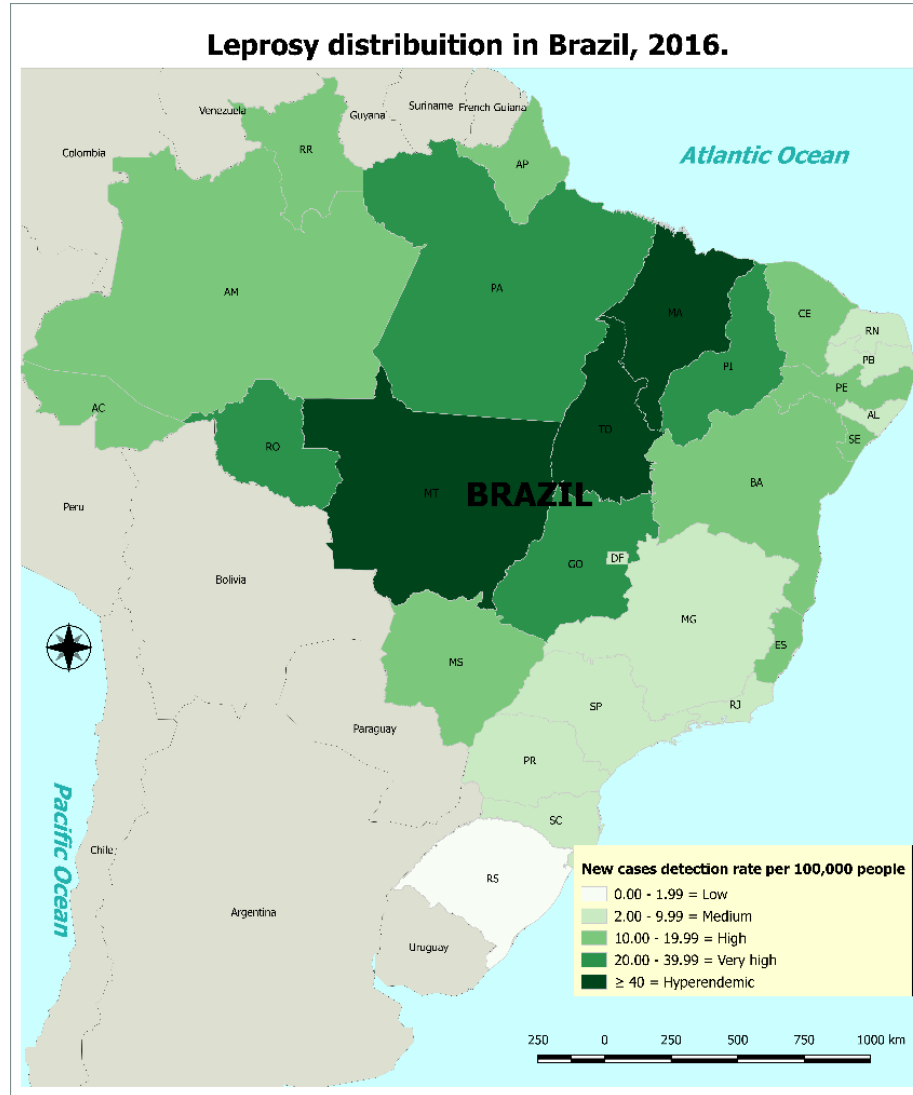 Leprosy distribuition in Brazil, 2016.
Venezuela
Guyana
Suriname
French Guiana
Colombia
RR
AP
Atlantic Ocean
AM
PA
MA
CE
RN
PB
PI
PE
AC
AL
RO
TO
SE
MT
BRAZIL
BA
Peru
GO
DF
Bolivia
MG
MS
ES
SP
RJ
Paraguay
PR
Pacific Ocean
SC
Chile
RS
Argentina
Uruguay
New cases detection rate per 100,000 people
0.00 - 1.99 = Low
2.00 - 9.99 = Medium
10.00 - 19.99 = High
20.00 - 39.99 = Very high
≥ 40 = Hyperendemic
250 0 250 500 750 1000 km